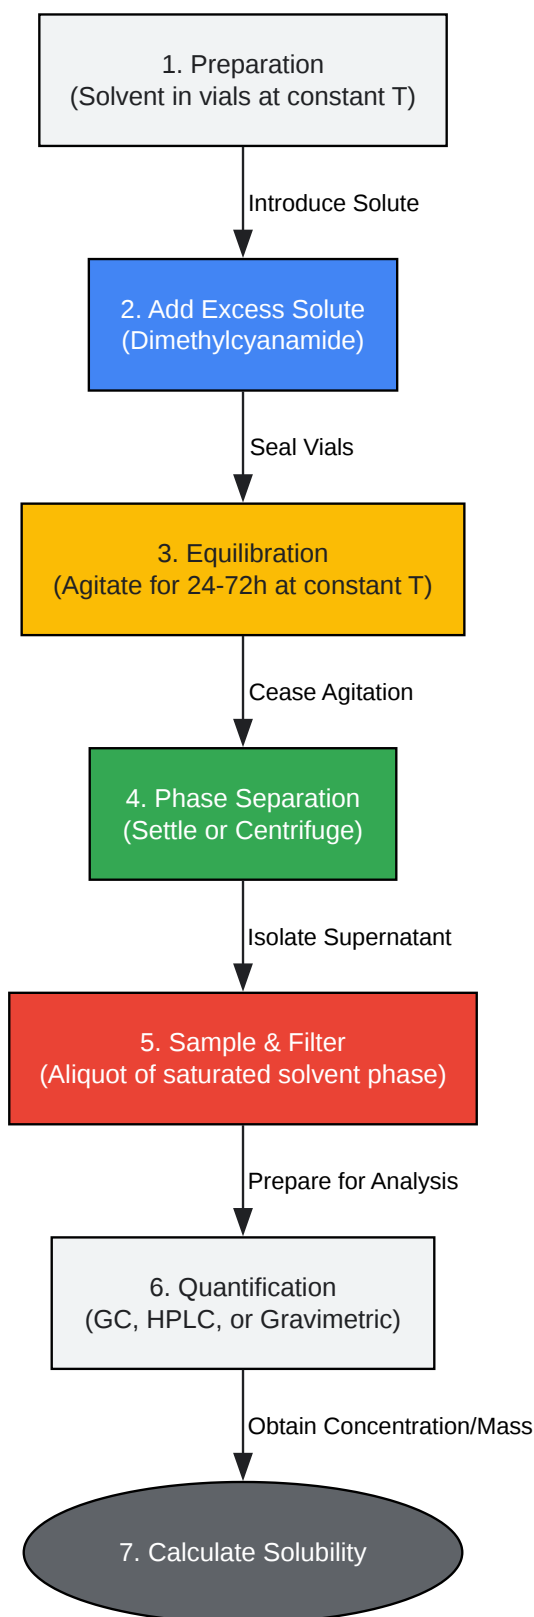 1. Preparation
(Solvent in vials at constant T)
Introduce Solute
2. Add Excess Solute
(Dimethylcyanamide)
Seal Vials
3. Equilibration
(Agitate for 24-72h at constant T)
Cease Agitation
4. Phase Separation
(Settle or Centrifuge)
Isolate Supernatant
5. Sample & Filter
(Aliquot of saturated solvent phase)
Prepare for Analysis
6. Quantification
(GC, HPLC, or Gravimetric)
Obtain Concentration/Mass
7. Calculate Solubility